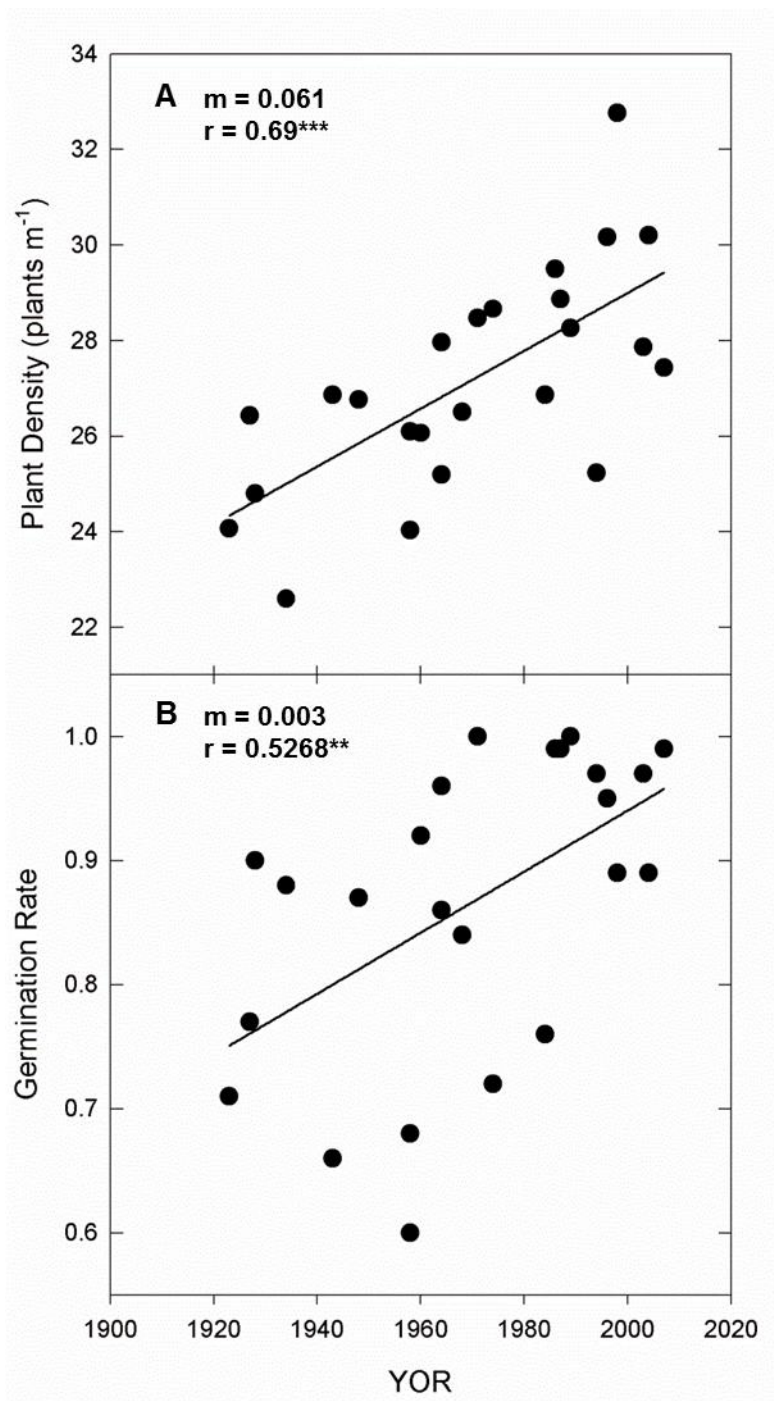 34
32
30
28
26
24
22
Plant Density (plants m⁻¹)
A m = 0.061
r = 0.69***
B m = 0.003
r = 0.5268**
1.0
0.9
0.8
0.7
0.6
Germination Rate
1900 1920 1940 1960 1980 2000 2020
YOR